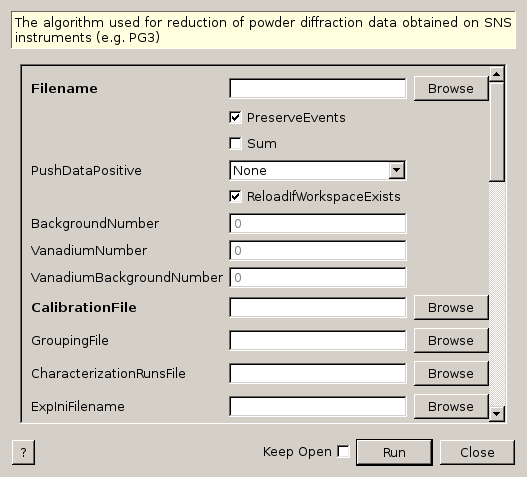 The algorithm used for reduction of powder diffraction data obtained on SNS
instruments (e.g. PG3)
Filename Browse
PreserveEvents
Sum
PushDataPositive None
ReloadIfWorkspaceExists
BackgroundNumber 0
VanadiumNumber 0
VanadiumBackgroundNumber 0
CalibrationFile Browse
GroupingFile Browse
CharacterizationRunsFile Browse
ExpIniFilename Browse
? Keep Open Run Close